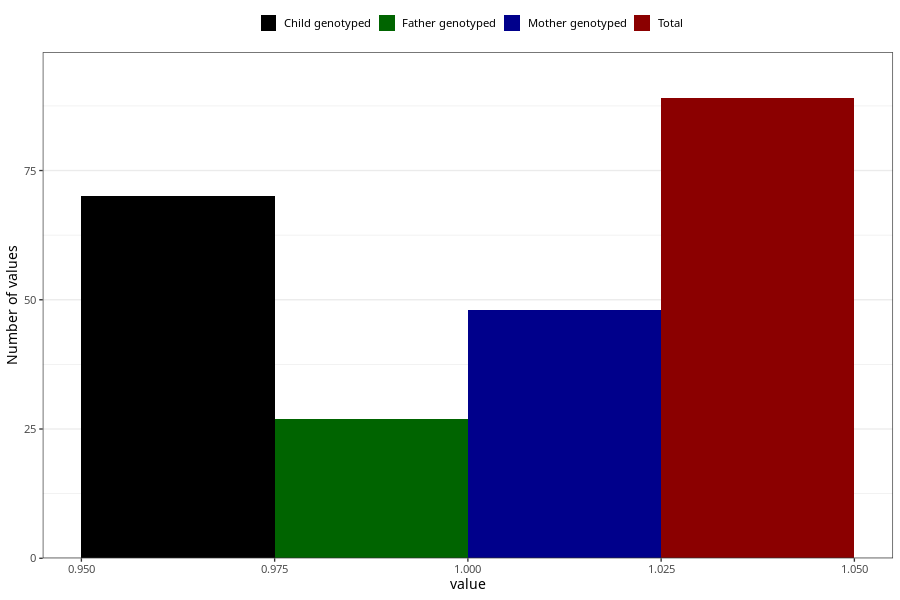 Child genotyped Father genotyped Mother genotyped Total
Number of values
75
50
25
0
0.950 0.975 1.000 1.025 1.050
value